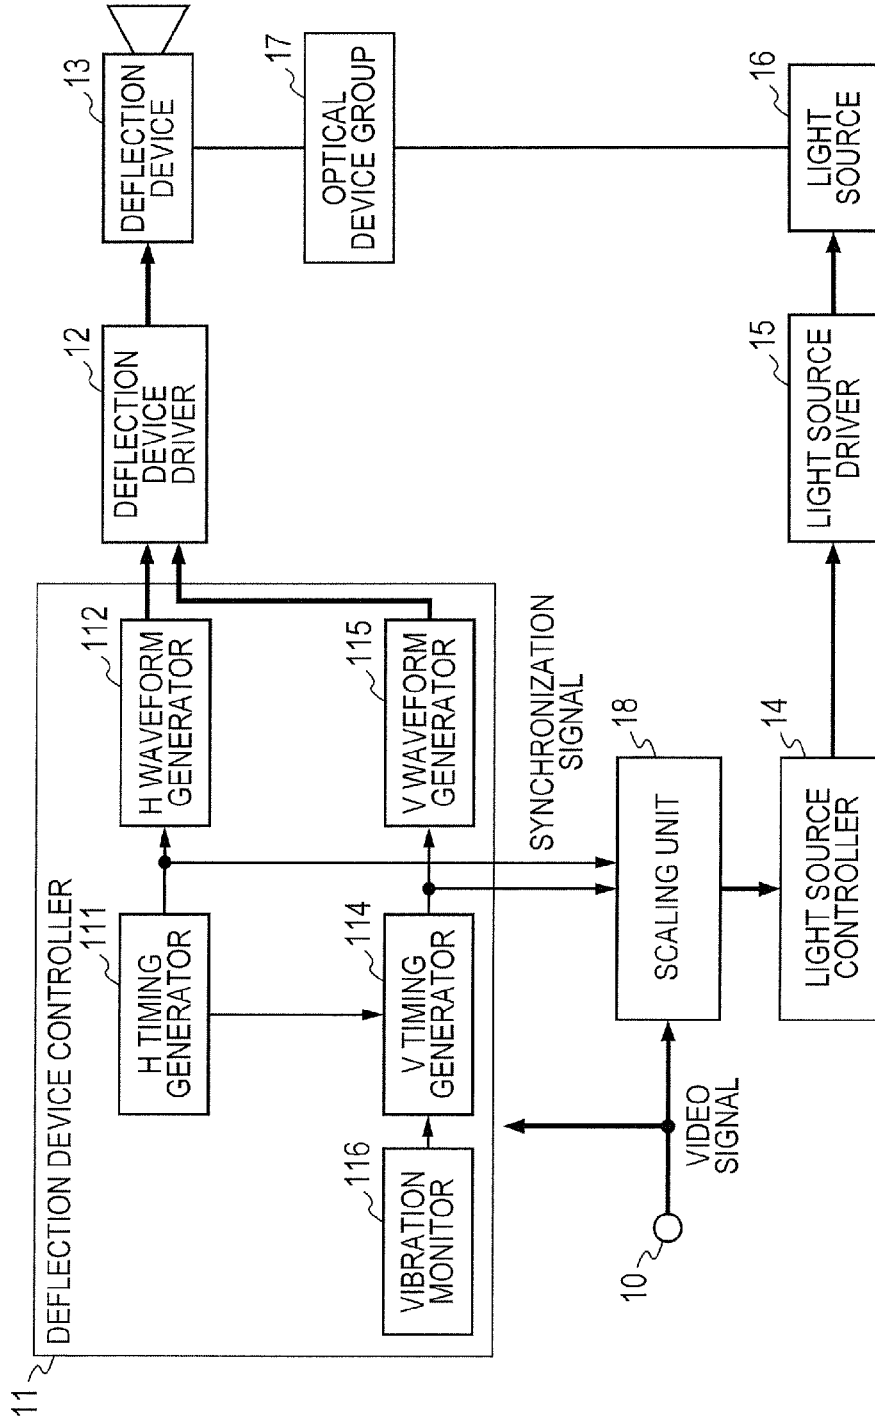 11
DEFLECTION DEVICE CONTROLLER
111
H TIMING
GENERATOR
112
H WAVEFORM
GENERATOR
12
DEFLECTION
DEVICE
DRIVER
13
DEFLECTION
DEVICE
116
VIBRATION
MONITOR
114
V TIMING
GENERATOR
115
V WAVEFORM
GENERATOR
17
OPTICAL
DEVICE GROUP
SYNCHRONIZATION
SIGNAL
10
VIDEO
SIGNAL
18
SCALING UNIT
14
LIGHT SOURCE
CONTROLLER
15
LIGHT SOURCE
DRIVER
16
LIGHT
SOURCE